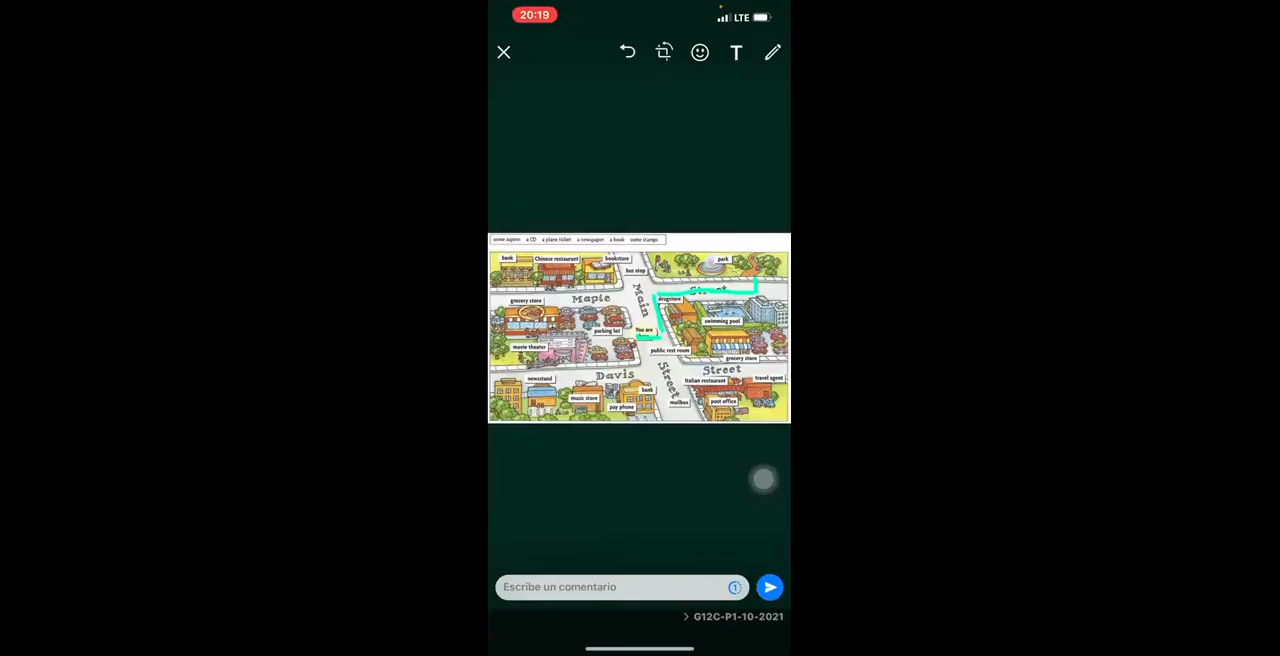 20:19
LTE
T
some aspirin a CD a plane ticket a newspaper a book some stamps
bank Chinese restaurant bookstore park
bus stop
grocery store Maple Main Street drugstore
parking lot You are swimming pool
movie theater public rest room
grocery store
Davis Street Street
newsstand Italian restaurant travel agent
music store bank
pay phone mailbox post office
Escribe un comentario 1
> G12C-P1-10-2021